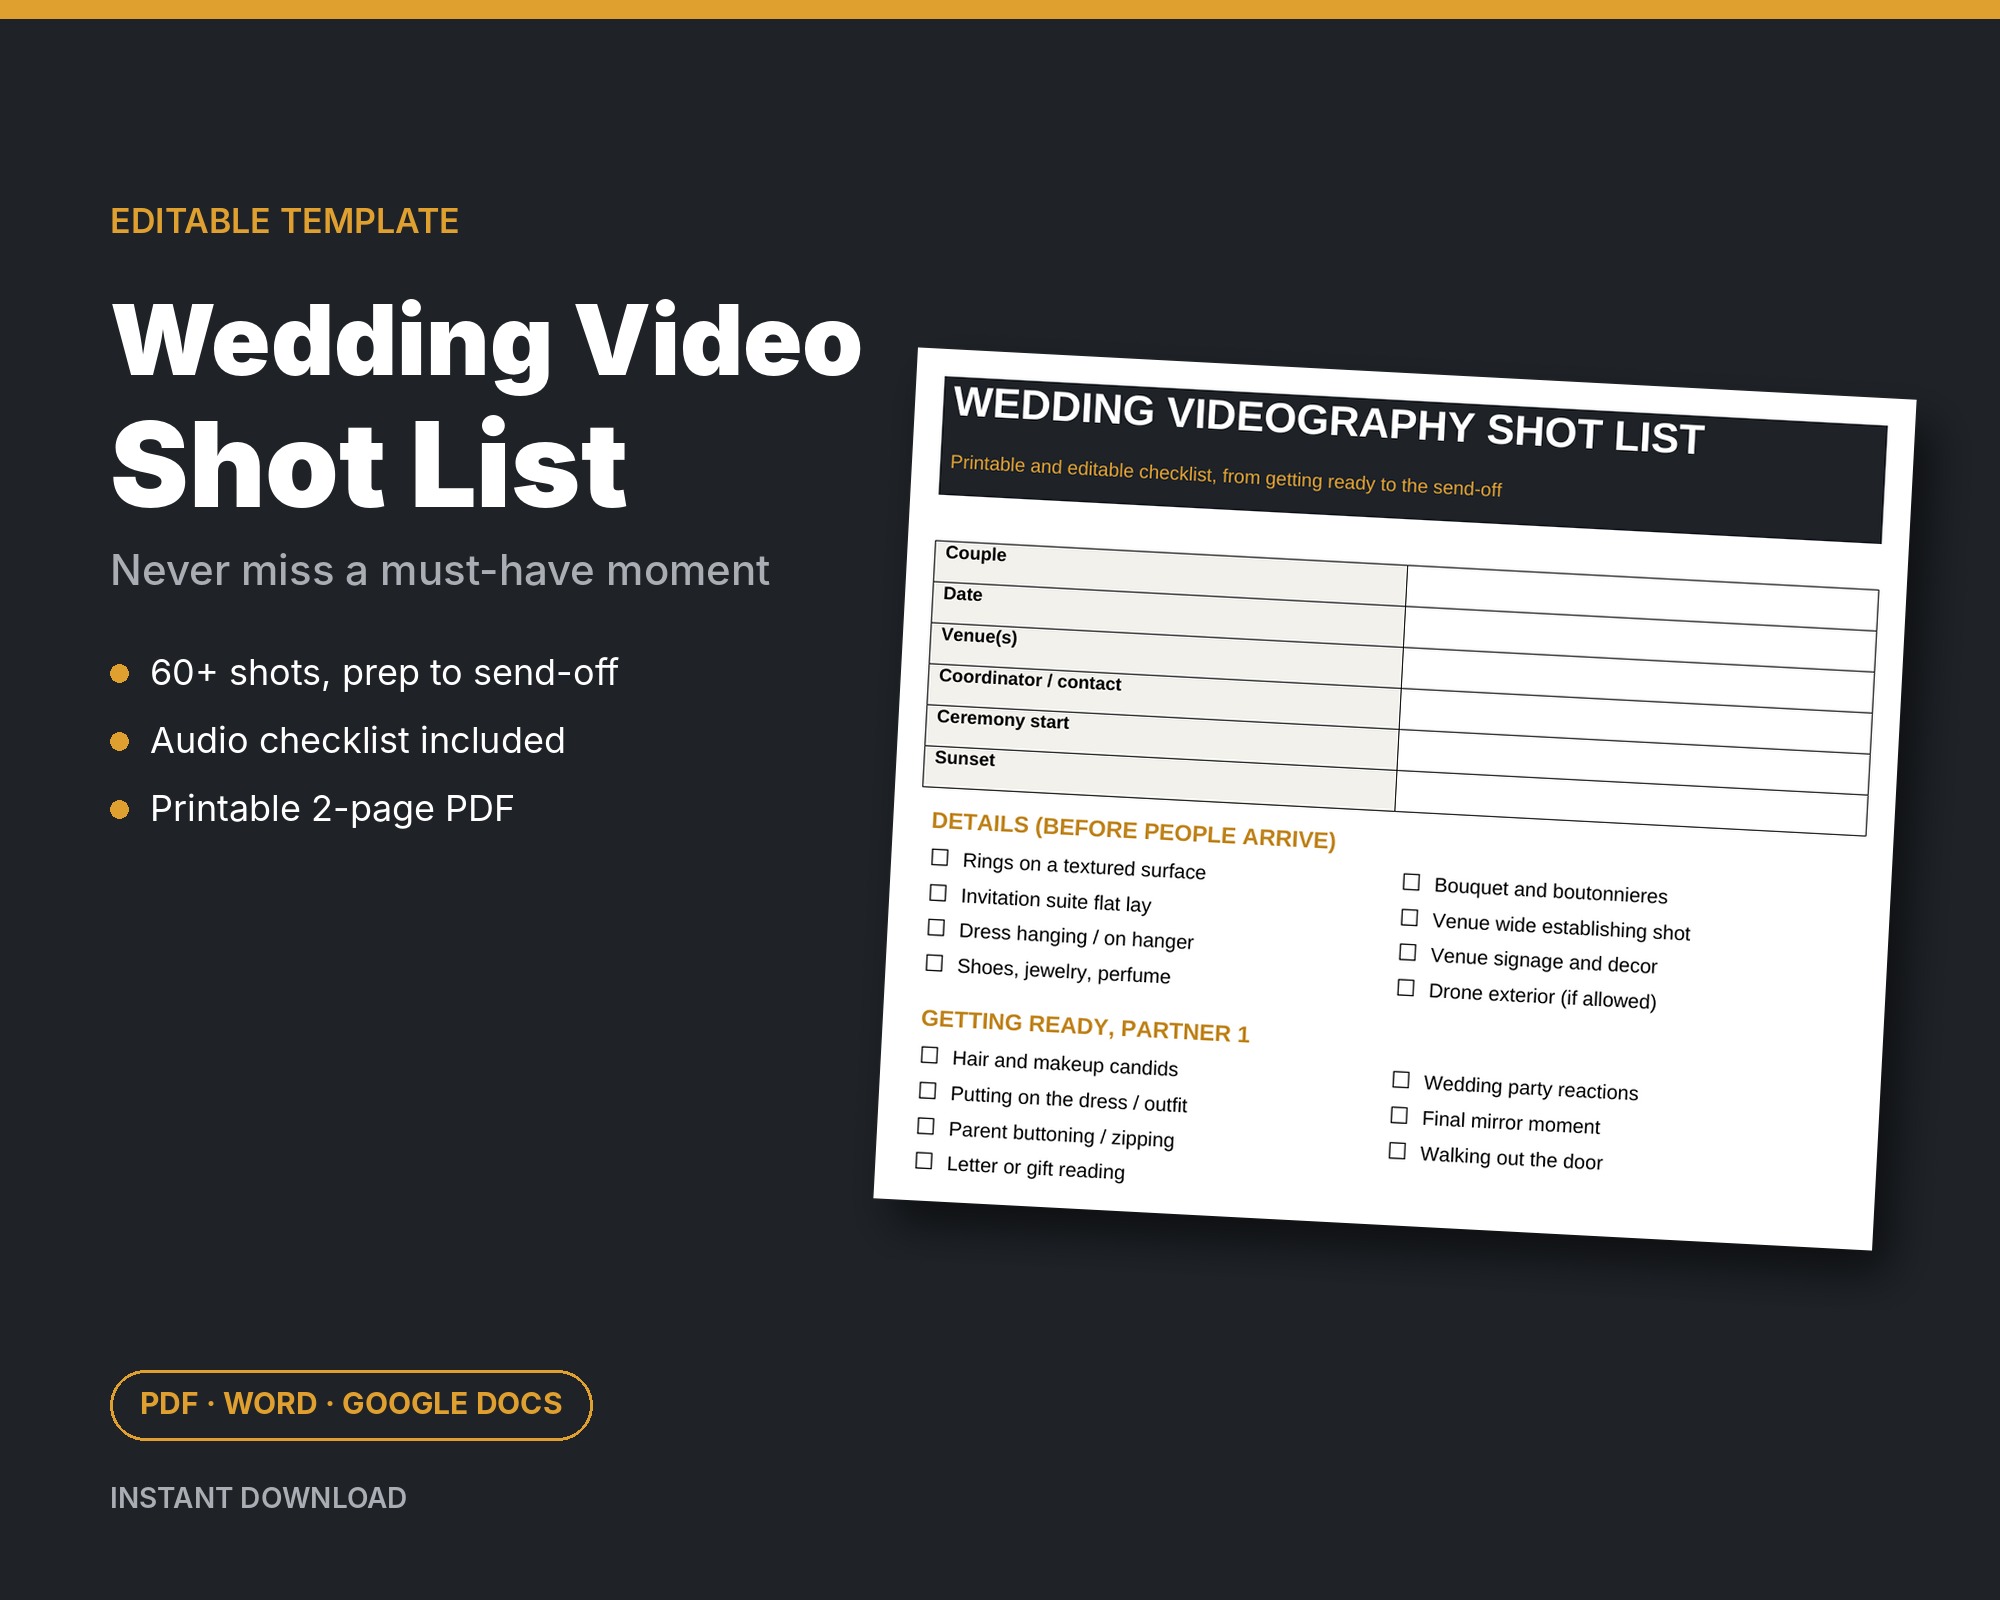 EDITABLE TEMPLATE
Wedding Video
Shot List
Never miss a must-have moment
60+ shots, prep to send-off
Audio checklist included
Printable 2-page PDF
PDF · WORD · GOOGLE DOCS
INSTANT DOWNLOAD
WEDDING VIDEOGRAPHY SHOT LIST
Printable and editable checklist, from getting ready to the send-off
Couple
Date
Venue(s)
Coordinator / contact
Ceremony start
Sunset
DETAILS (BEFORE PEOPLE ARRIVE)
Rings on a textured surface
Invitation suite flat lay
Dress hanging / on hanger
Shoes, jewelry, perfume
Bouquet and boutonnieres
Venue wide establishing shot
Venue signage and decor
Drone exterior (if allowed)
GETTING READY, PARTNER 1
Hair and makeup candids
Putting on the dress / outfit
Parent buttoning / zipping
Letter or gift reading
Wedding party reactions
Final mirror moment
Walking out the door